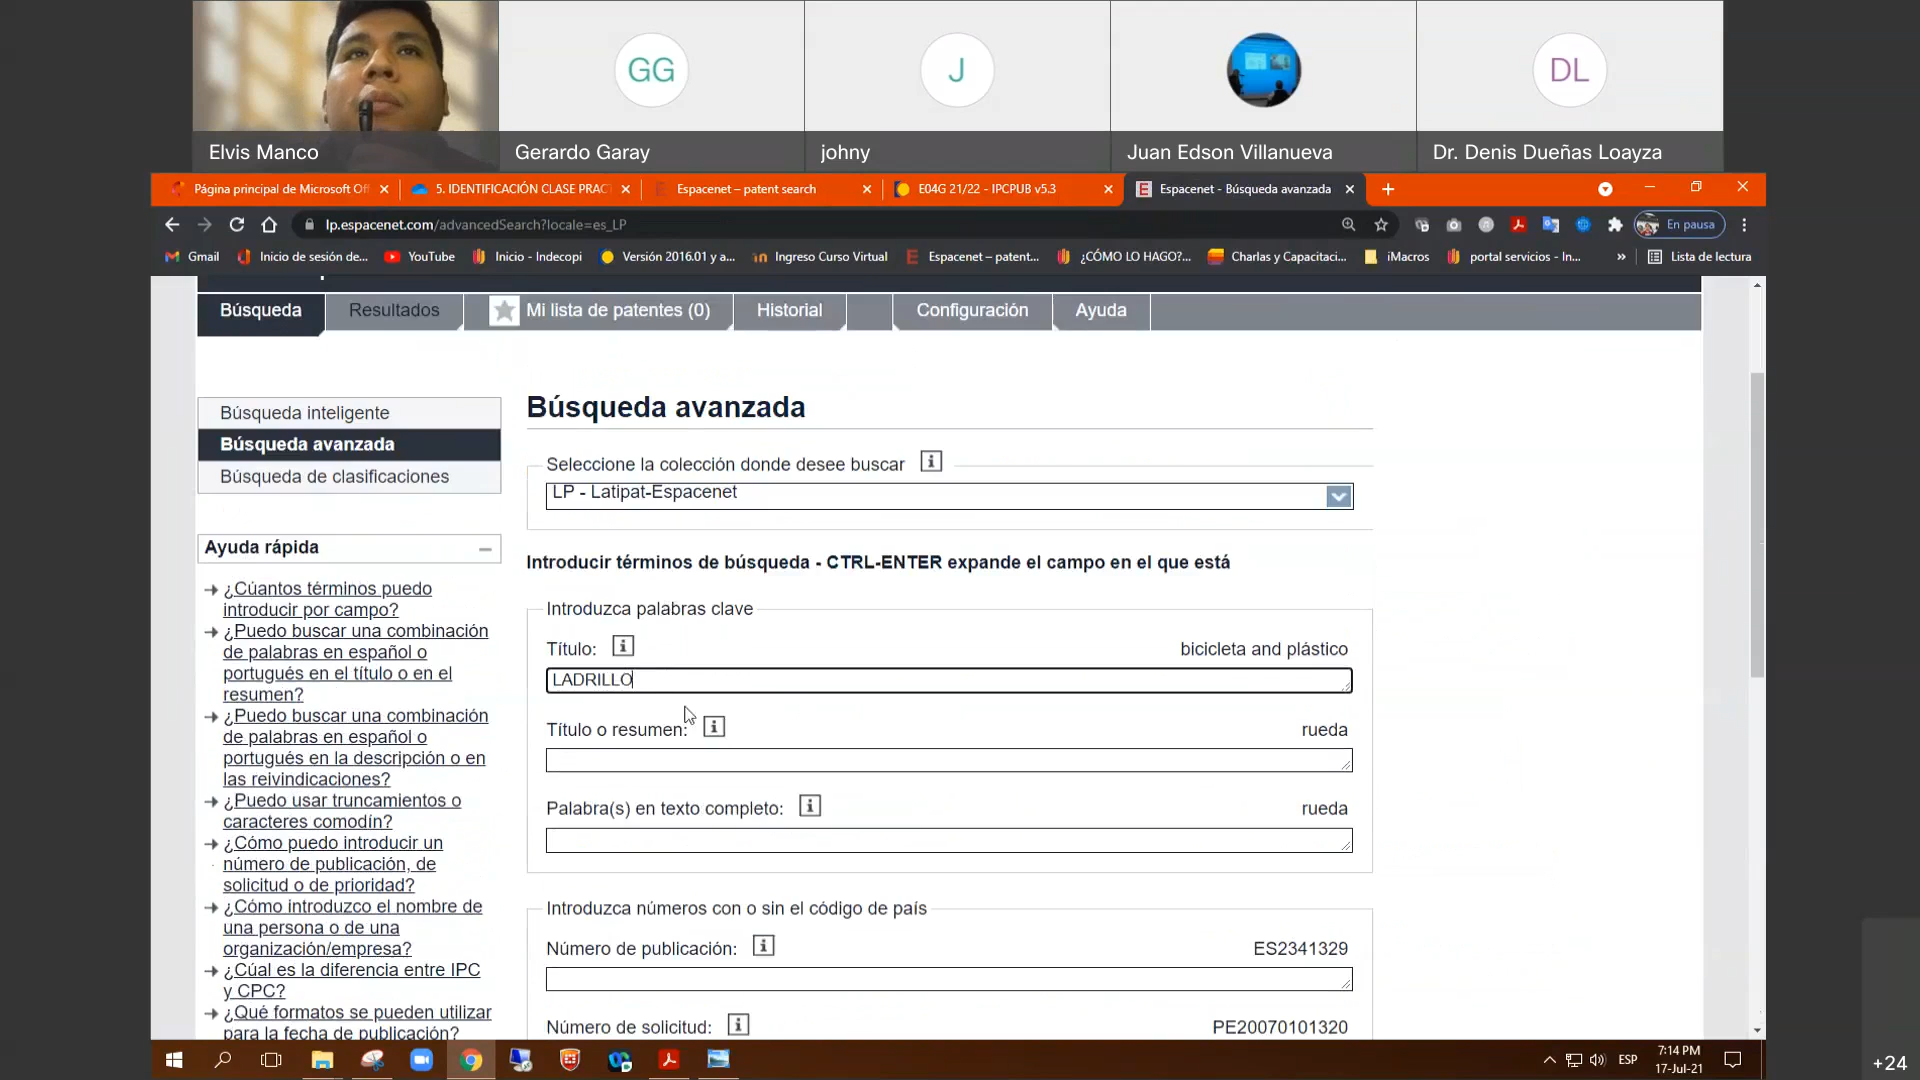 GG
J
DL
Elvis Manco
Gerardo Garay
johny
Juan Edson Villanueva
Dr. Denis Dueñas Loayza
Página principal de Microsoft Of
5. IDENTIFICACIÓN CLASE PRAC
Espacenet – patent search
E04G 21/22 - IPCPUB v5.3
Espacenet - Búsqueda avanzada
lp.espacenet.com/advancedSearch?locale=es_LP
En pausa
Gmail
Inicio de sesión de...
YouTube
Inicio - Indecopi
Versión 2016.01 y a...
Ingreso Curso Virtual
Espacenet – patent...
¿CÓMO LO HAGO?...
Charlas y Capacitaci...
iMacros
portal servicios - In...
»
Lista de lectura
Búsqueda
Resultados
Mi lista de patentes (0)
Historial
Configuración
Ayuda
Búsqueda inteligente
Búsqueda avanzada
Búsqueda de clasificaciones
Ayuda rápida
¿Cúantos términos puedo
introducir por campo?
¿Puedo buscar una combinación
de palabras en español o
portugués en el título o en el
resumen?
¿Puedo buscar una combinación
de palabras en español o
portugués en la descripción o en
las reivindicaciones?
¿Puedo usar truncamientos o
caracteres comodín?
¿Cómo puedo introducir un
número de publicación, de
solicitud o de prioridad?
¿Cómo introduzco el nombre de
una persona o de una
organización/empresa?
¿Cúal es la diferencia entre IPC
y CPC?
¿Qué formatos se pueden utilizar
para la fecha de publicación?
Búsqueda avanzada
Seleccione la colección donde desee buscar
LP - Latipat-Espacenet
Introducir términos de búsqueda - CTRL-ENTER expande el campo en el que está
Introduzca palabras clave
Título:
bicicleta and plástico
LADRILLO
Título o resumen:
rueda
Palabra(s) en texto completo:
rueda
Introduzca números con o sin el código de país
Número de publicación:
ES2341329
Número de solicitud:
PE20070101320
ESP
7:14 PM
17-Jul-21
+24